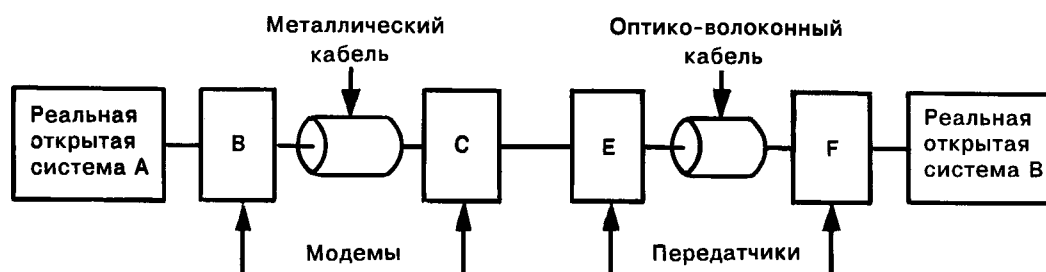 Металлический
кабель
Оптико-волоконный
кабель
Реальная
открытая
система А
В
С
Е
F
Реальная
открытая
система В
Модемы
Передатчики